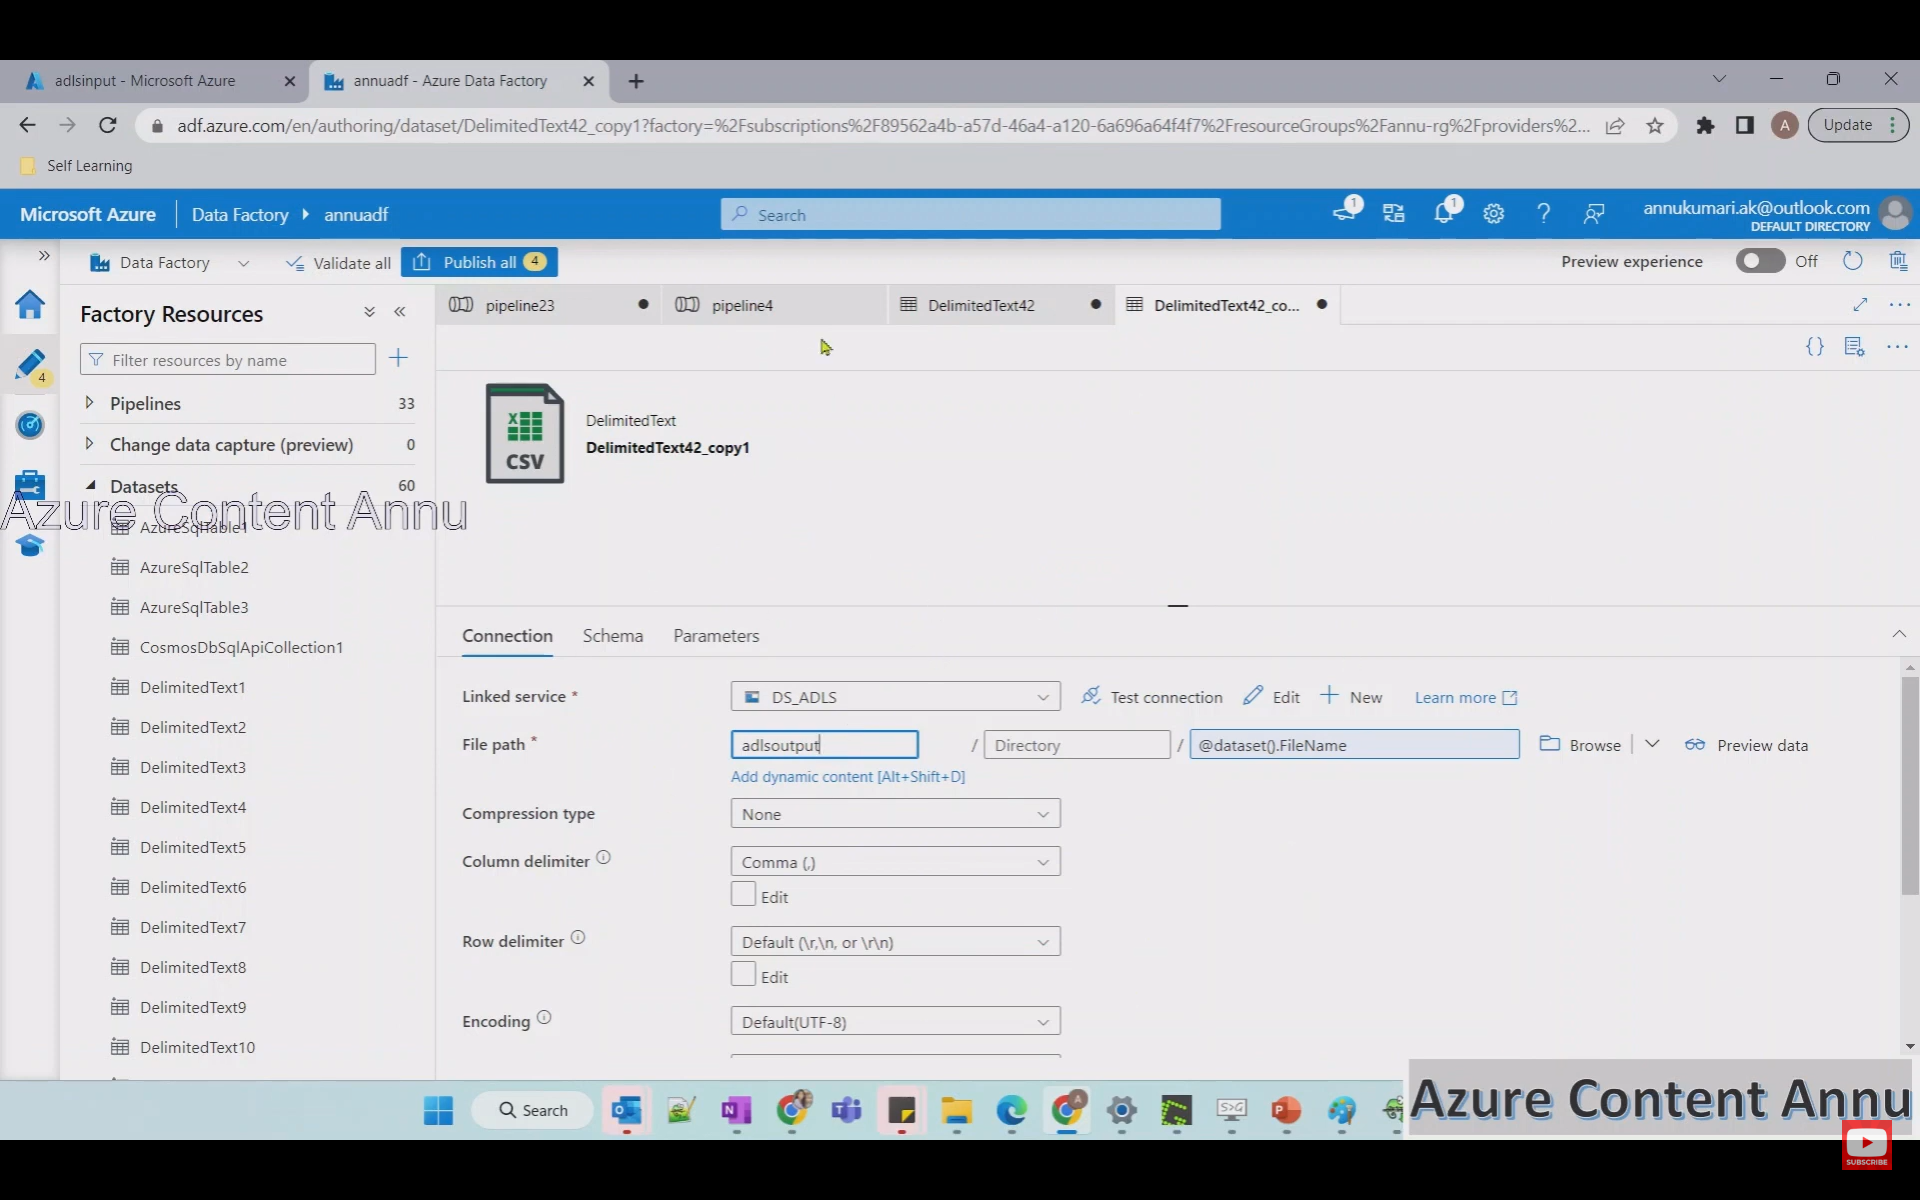 adlsinput - Microsoft Azure
annuadf - Azure Data Factory
adf.azure.com/en/authoring/dataset/DelimitedText42_copy1?factory=%2Fsubscriptions%2F89562a4b-a57d-46a4-a120-6a696a64f4f7%2FresourceGroups%2Fannu-rg%2Fproviders%2...
A
Update
Self Learning
Microsoft Azure
Data Factory
annuadf
Search
1
1
annukumari.ak@outlook.com
DEFAULT DIRECTORY
Data Factory
Validate all
Publish all
4
Preview experience
Off
4
Factory Resources
Filter resources by name
Pipelines 33
Change data capture (preview) 0
Datasets 60
Azure Content Annu
AzureSqlTable1
AzureSqlTable2
AzureSqlTable3
CosmosDbSqlApiCollection1
DelimitedText1
DelimitedText2
DelimitedText3
DelimitedText4
DelimitedText5
DelimitedText6
DelimitedText7
DelimitedText8
DelimitedText9
DelimitedText10
pipeline23
pipeline4
DelimitedText42
DelimitedText42_co...
{}
X
CSV
DelimitedText
DelimitedText42_copy1
Connection
Schema
Parameters
Linked service *
DS_ADLS
Test connection
Edit
New
Learn more
File path *
adlsoutput
/
Directory
/
@dataset().FileName
Browse
Preview data
Add dynamic content [Alt+Shift+D]
Compression type
None
Column delimiter
Comma (,)
Edit
Row delimiter
Default (\r,\n, or \r\n)
Edit
Encoding
Default(UTF-8)
Search
Azure Content Annu
SUBSCRIBE